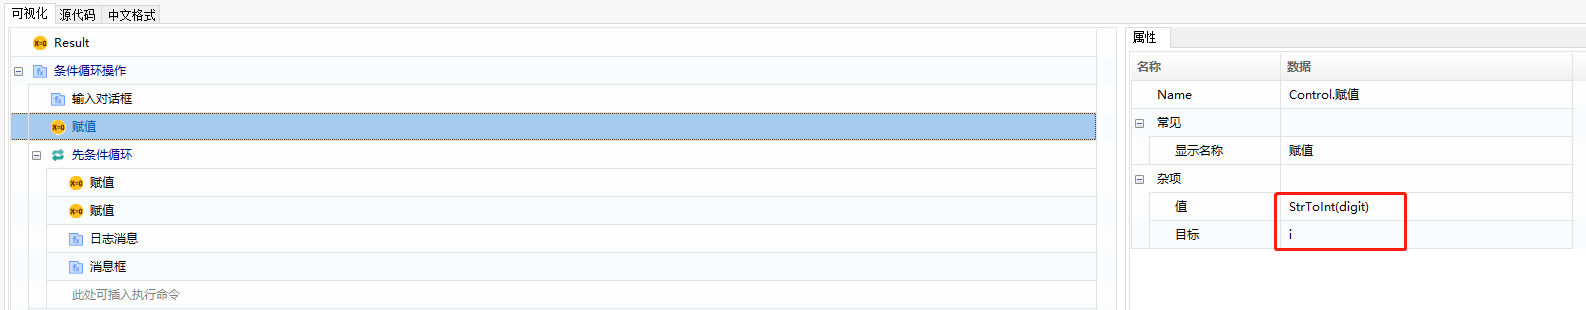 可视化 源代码 中文格式
Result
条件循环操作
输入对话框
赋值
先条件循环
赋值
赋值
日志消息
消息框
此处可插入执行命令
属性
名称 数据
Name Control.赋值
常见
显示名称 赋值
杂项
值 StrToInt(digit)
目标 i